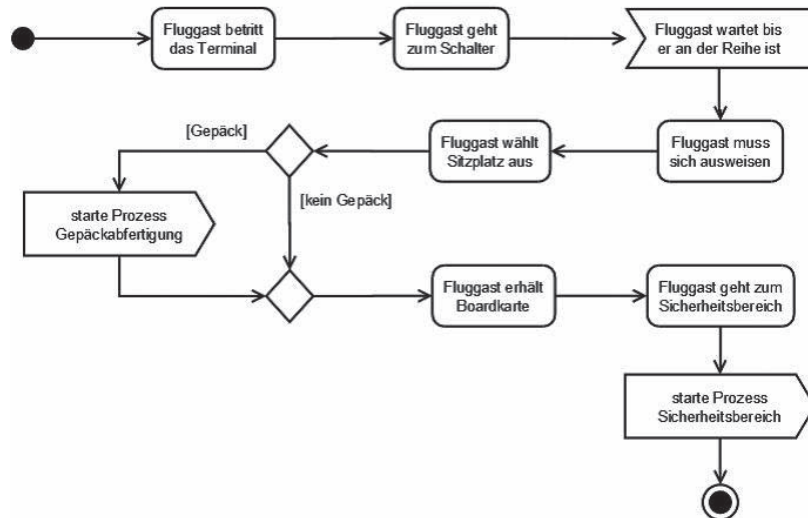 Fluggast betritt
das Terminal
Fluggast geht
zum Schalter
Fluggast wartet bis
er an der Reihe ist
Fluggast muss
sich ausweisen
Fluggast wählt
Sitzplatz aus
[Gepäck]
[kein Gepäck]
starte Prozess
Gepäckabfertigung
Fluggast erhält
Boardkarte
Fluggast geht zum
Sicherheitsbereich
starte Prozess
Sicherheitsbereich